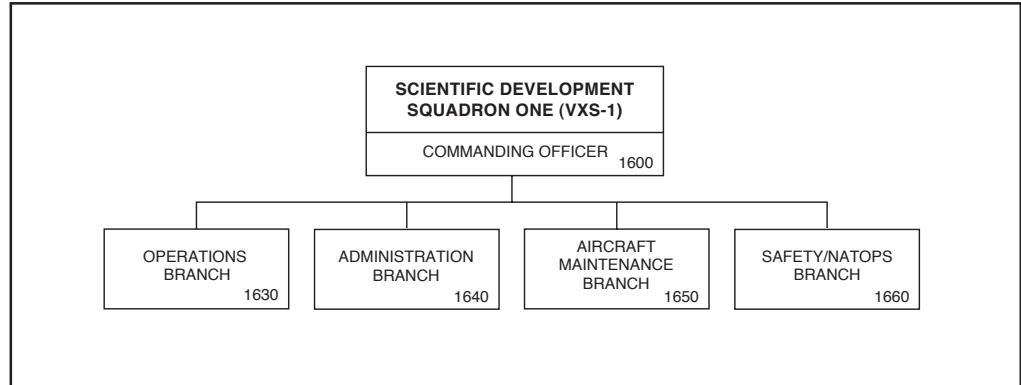 SCIENTIFIC DEVELOPMENT
SQUADRON ONE (VXS-1)
COMMANDING OFFICER
1600
OPERATIONS
BRANCH
1630
ADMINISTRATION
BRANCH
1640
AIRCRAFT
MAINTENANCE
BRANCH
1650
SAFETY/NATOPS
BRANCH
1660